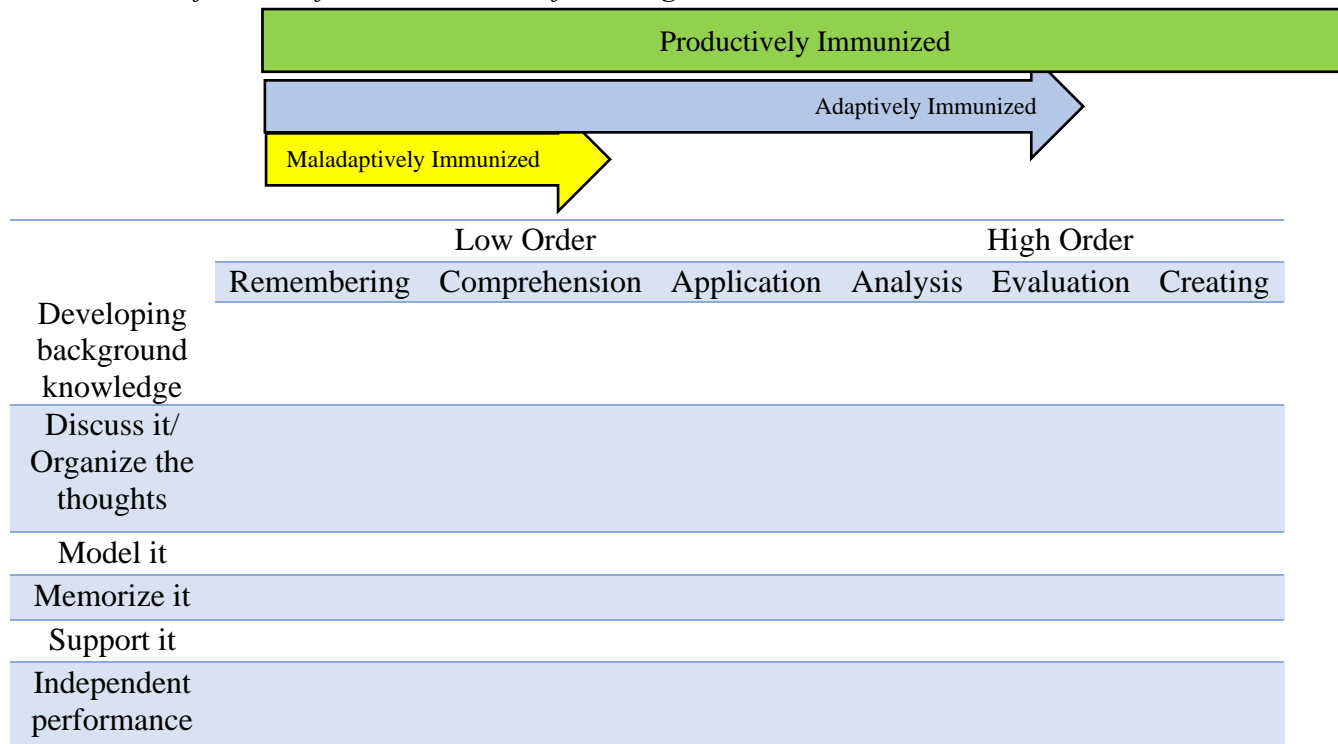 Productively Immunized
Adaptively Immunized
Maladaptively Immunized
Low Order High Order
Remembering Comprehension Application Analysis Evaluation Creating
Developing
background
knowledge
Discuss it/
Organize the
thoughts
Model it
Memorize it
Support it
Independent
performance